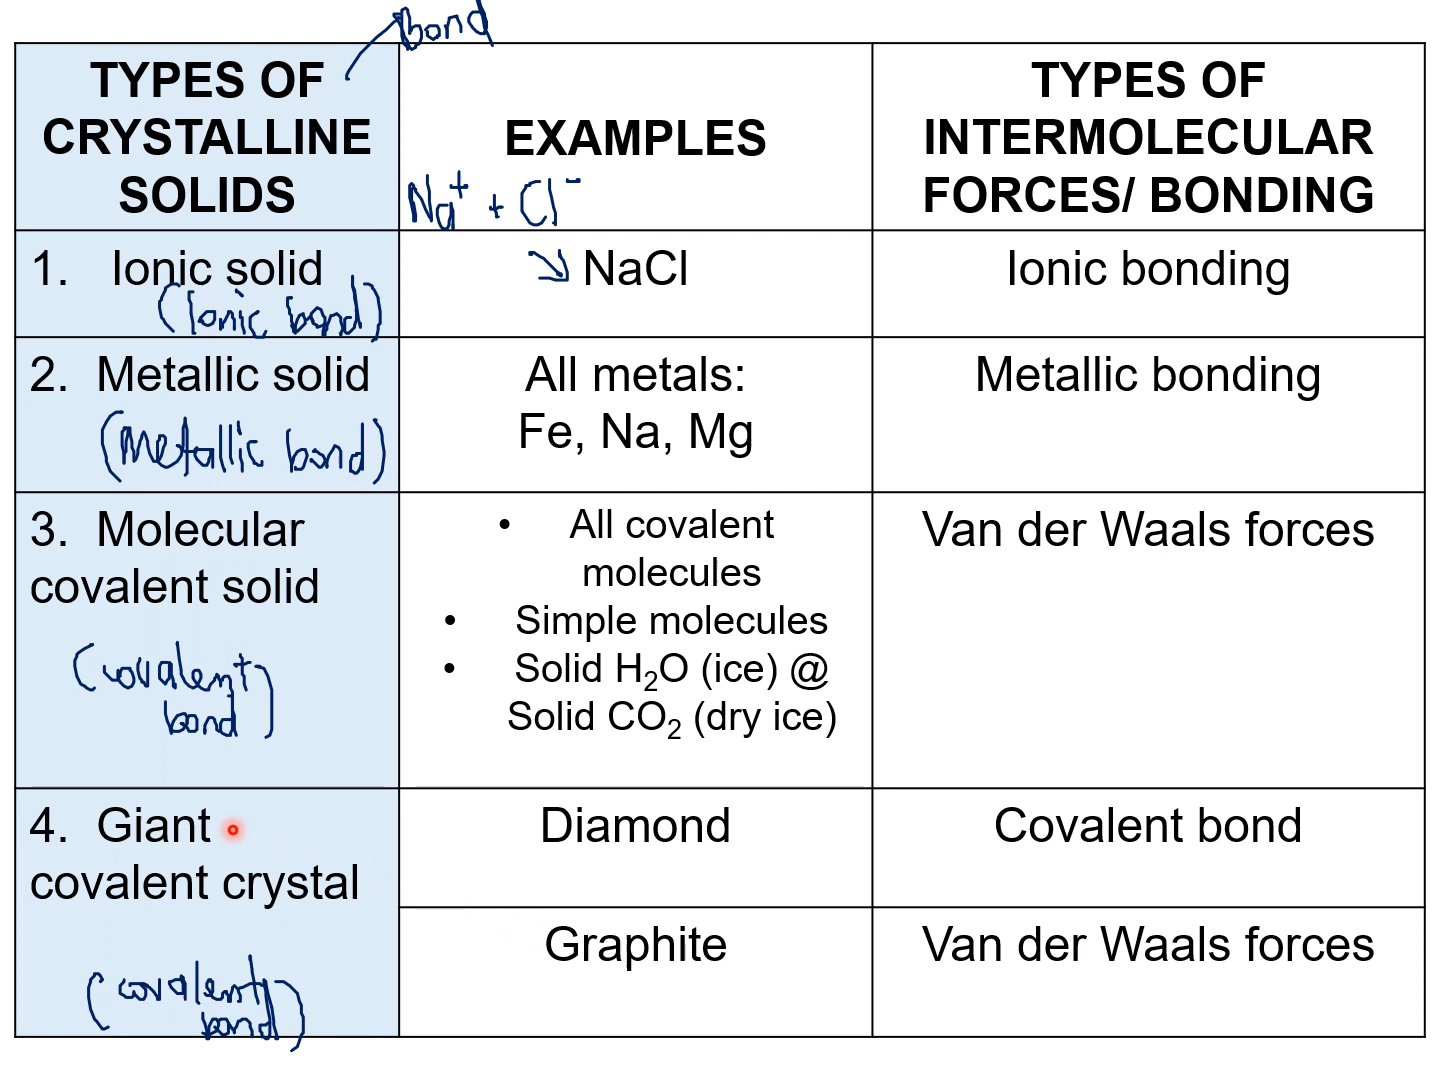 Bond
TYPES OF
CRYSTALLINE
SOLIDS
EXAMPLES
Na⁺ + Cl⁻
TYPES OF
INTERMOLECULAR
FORCES/ BONDING
1. Ionic solid
(Ionic bond)
NaCl
Ionic bonding
2. Metallic solid
(Metallic bond)
All metals:
Fe, Na, Mg
Metallic bonding
3. Molecular
covalent solid
(covalent
bond)
• All covalent
molecules
• Simple molecules
• Solid H₂O (ice) @
Solid CO₂ (dry ice)
Van der Waals forces
4. Giant
covalent crystal
(covalent
bond)
Diamond
Covalent bond
Graphite
Van der Waals forces